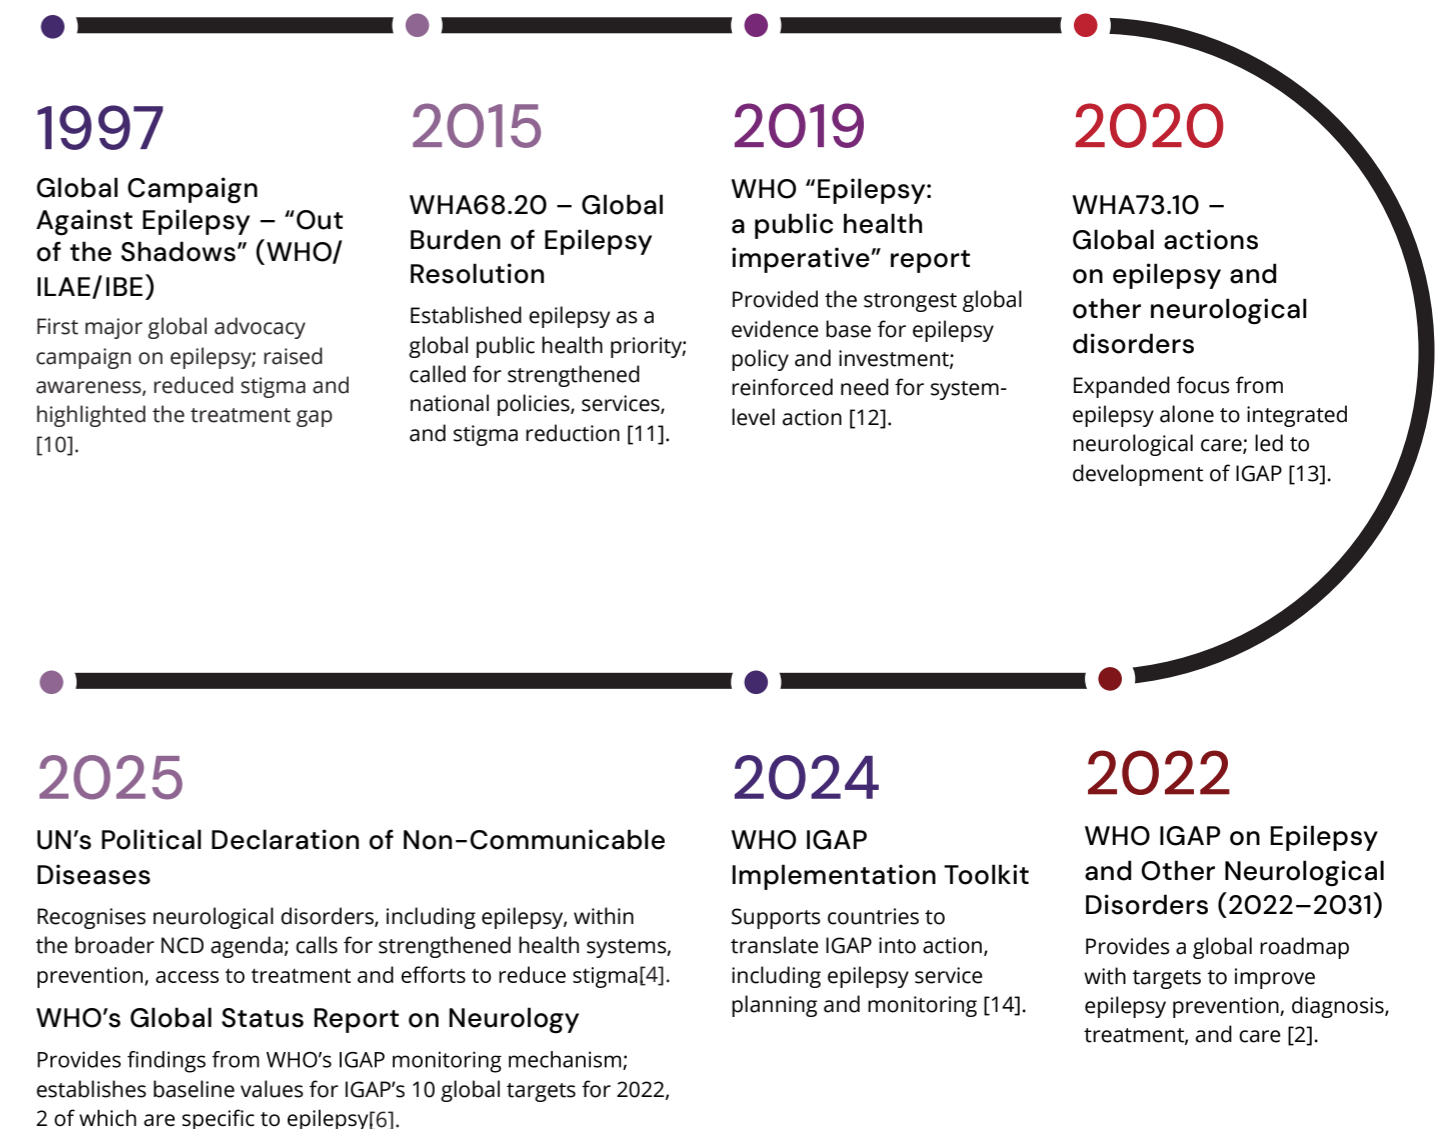 1997
Global Campaign
Against Epilepsy – “Out
of the Shadows” (WHO/
ILAE/IBE)
First major global advocacy
campaign on epilepsy; raised
awareness, reduced stigma and
highlighted the treatment gap
[10].
2015
WHA68.20 – Global
Burden of Epilepsy
Resolution
Established epilepsy as a
global public health priority;
called for strengthened
national policies, services,
and stigma reduction [11].
2019
WHO “Epilepsy:
a public health
imperative” report
Provided the strongest global
evidence base for epilepsy
policy and investment;
reinforced need for system-
level action [12].
2020
WHA73.10 –
Global actions
on epilepsy and
other neurological
disorders
Expanded focus from
epilepsy alone to integrated
neurological care; led to
development of IGAP [13].
2022
WHO IGAP on Epilepsy
and Other Neurological
Disorders (2022–2031)
Provides a global roadmap
with targets to improve
epilepsy prevention, diagnosis,
treatment, and care [2].
2024
WHO IGAP
Implementation Toolkit
Supports countries to
translate IGAP into action,
including epilepsy service
planning and monitoring [14].
2025
UN’s Political Declaration of Non-Communicable
Diseases
Recognises neurological disorders, including epilepsy, within
the broader NCD agenda; calls for strengthened health systems,
prevention, access to treatment and efforts to reduce stigma[4].
WHO’s Global Status Report on Neurology
Provides findings from WHO’s IGAP monitoring mechanism;
establishes baseline values for IGAP’s 10 global targets for 2022,
2 of which are specific to epilepsy[6].